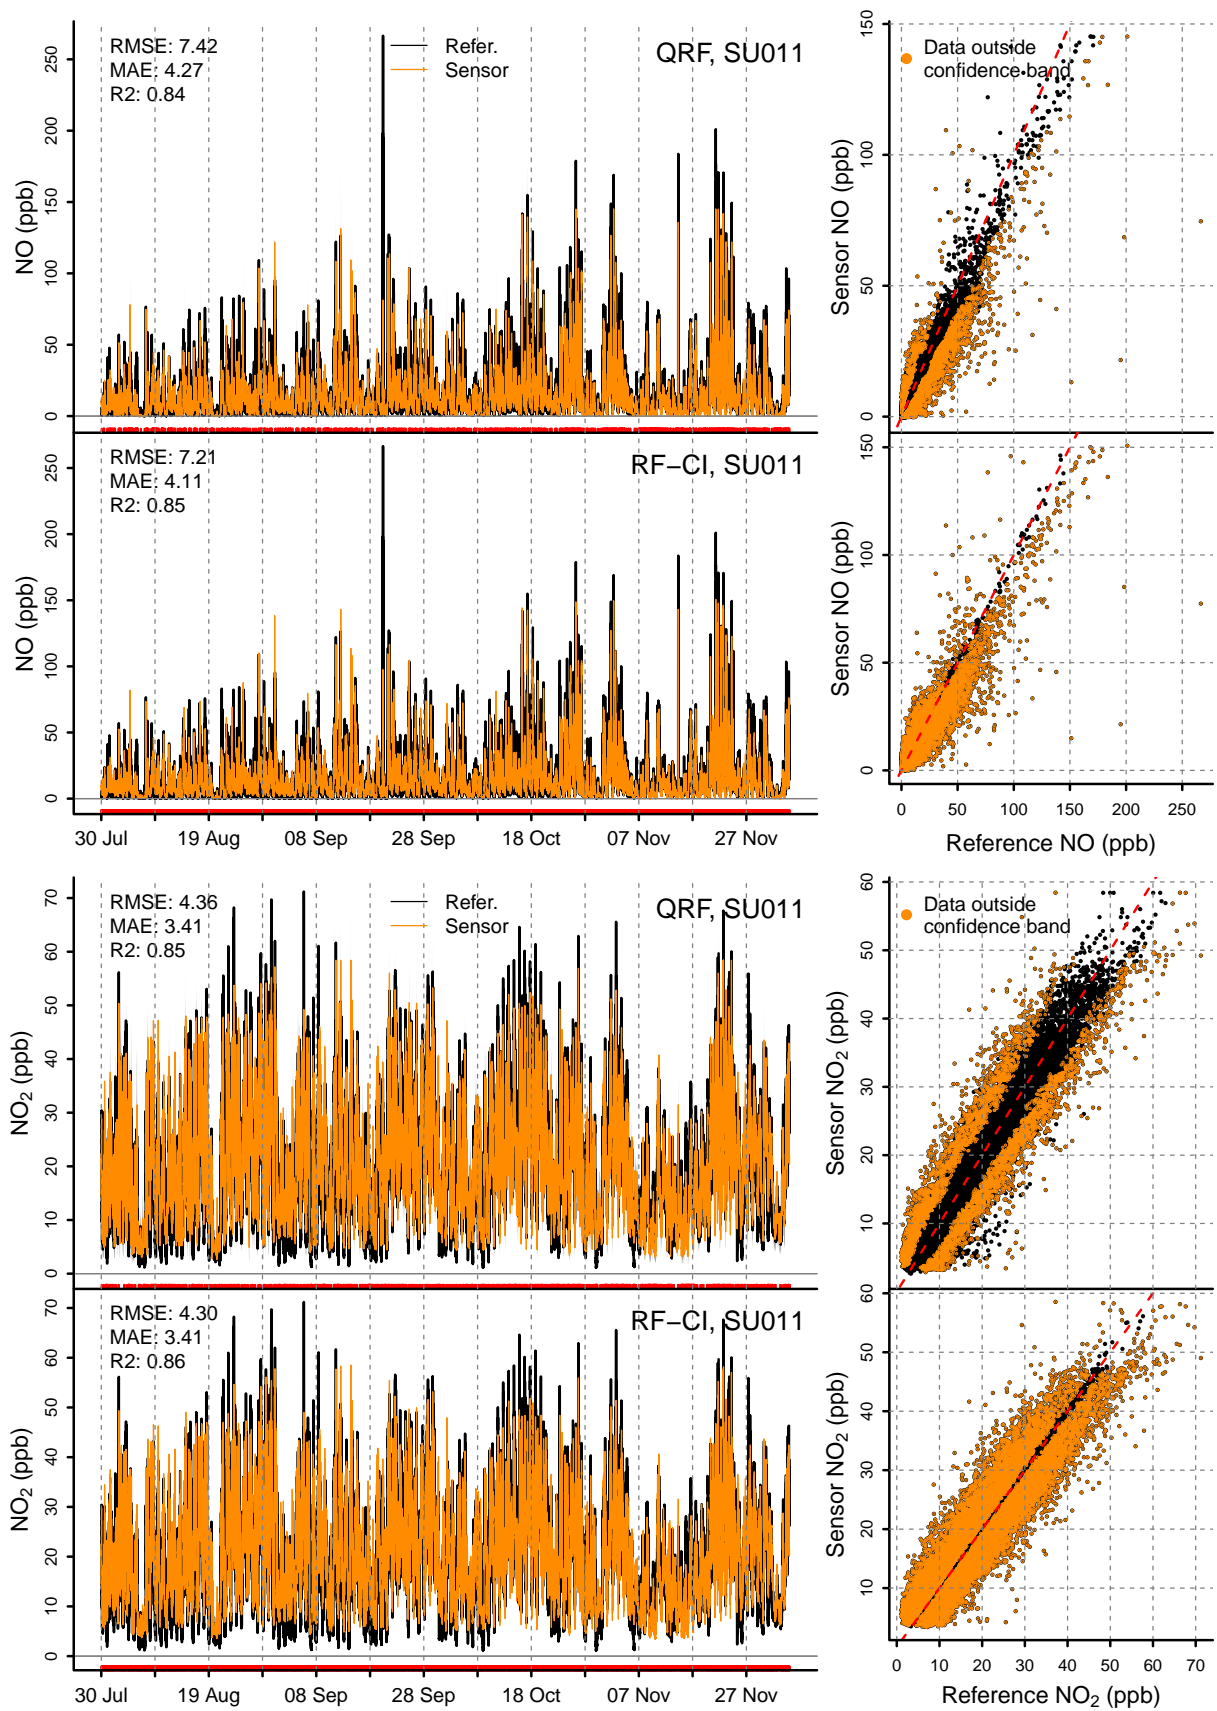 RMSE: 7.42
MAE: 4.27
R2: 0.84
Refer.
Sensor
QRF, SU011
NO (ppb)
0
50
100
150
200
250
Data outside
confidence band
Sensor NO (ppb)
0
50
100
150
RMSE: 7.21
MAE: 4.11
R2: 0.85
RF−CI, SU011
NO (ppb)
0
50
100
150
200
250
30 Jul
19 Aug
08 Sep
28 Sep
18 Oct
07 Nov
27 Nov
Sensor NO (ppb)
0
50
100
150
0
50
100
150
200
250
Reference NO (ppb)
RMSE: 4.36
MAE: 3.41
R2: 0.85
Refer.
Sensor
QRF, SU011
NO₂ (ppb)
0
10
20
30
40
50
60
70
Data outside
confidence band
Sensor NO₂ (ppb)
10
20
30
40
50
60
RMSE: 4.30
MAE: 3.41
R2: 0.86
RF−CI, SU011
NO₂ (ppb)
0
10
20
30
40
50
60
70
30 Jul
19 Aug
08 Sep
28 Sep
18 Oct
07 Nov
27 Nov
Sensor NO₂ (ppb)
10
20
30
40
50
60
60
0
10
20
30
40
50
60
70
Reference NO₂ (ppb)